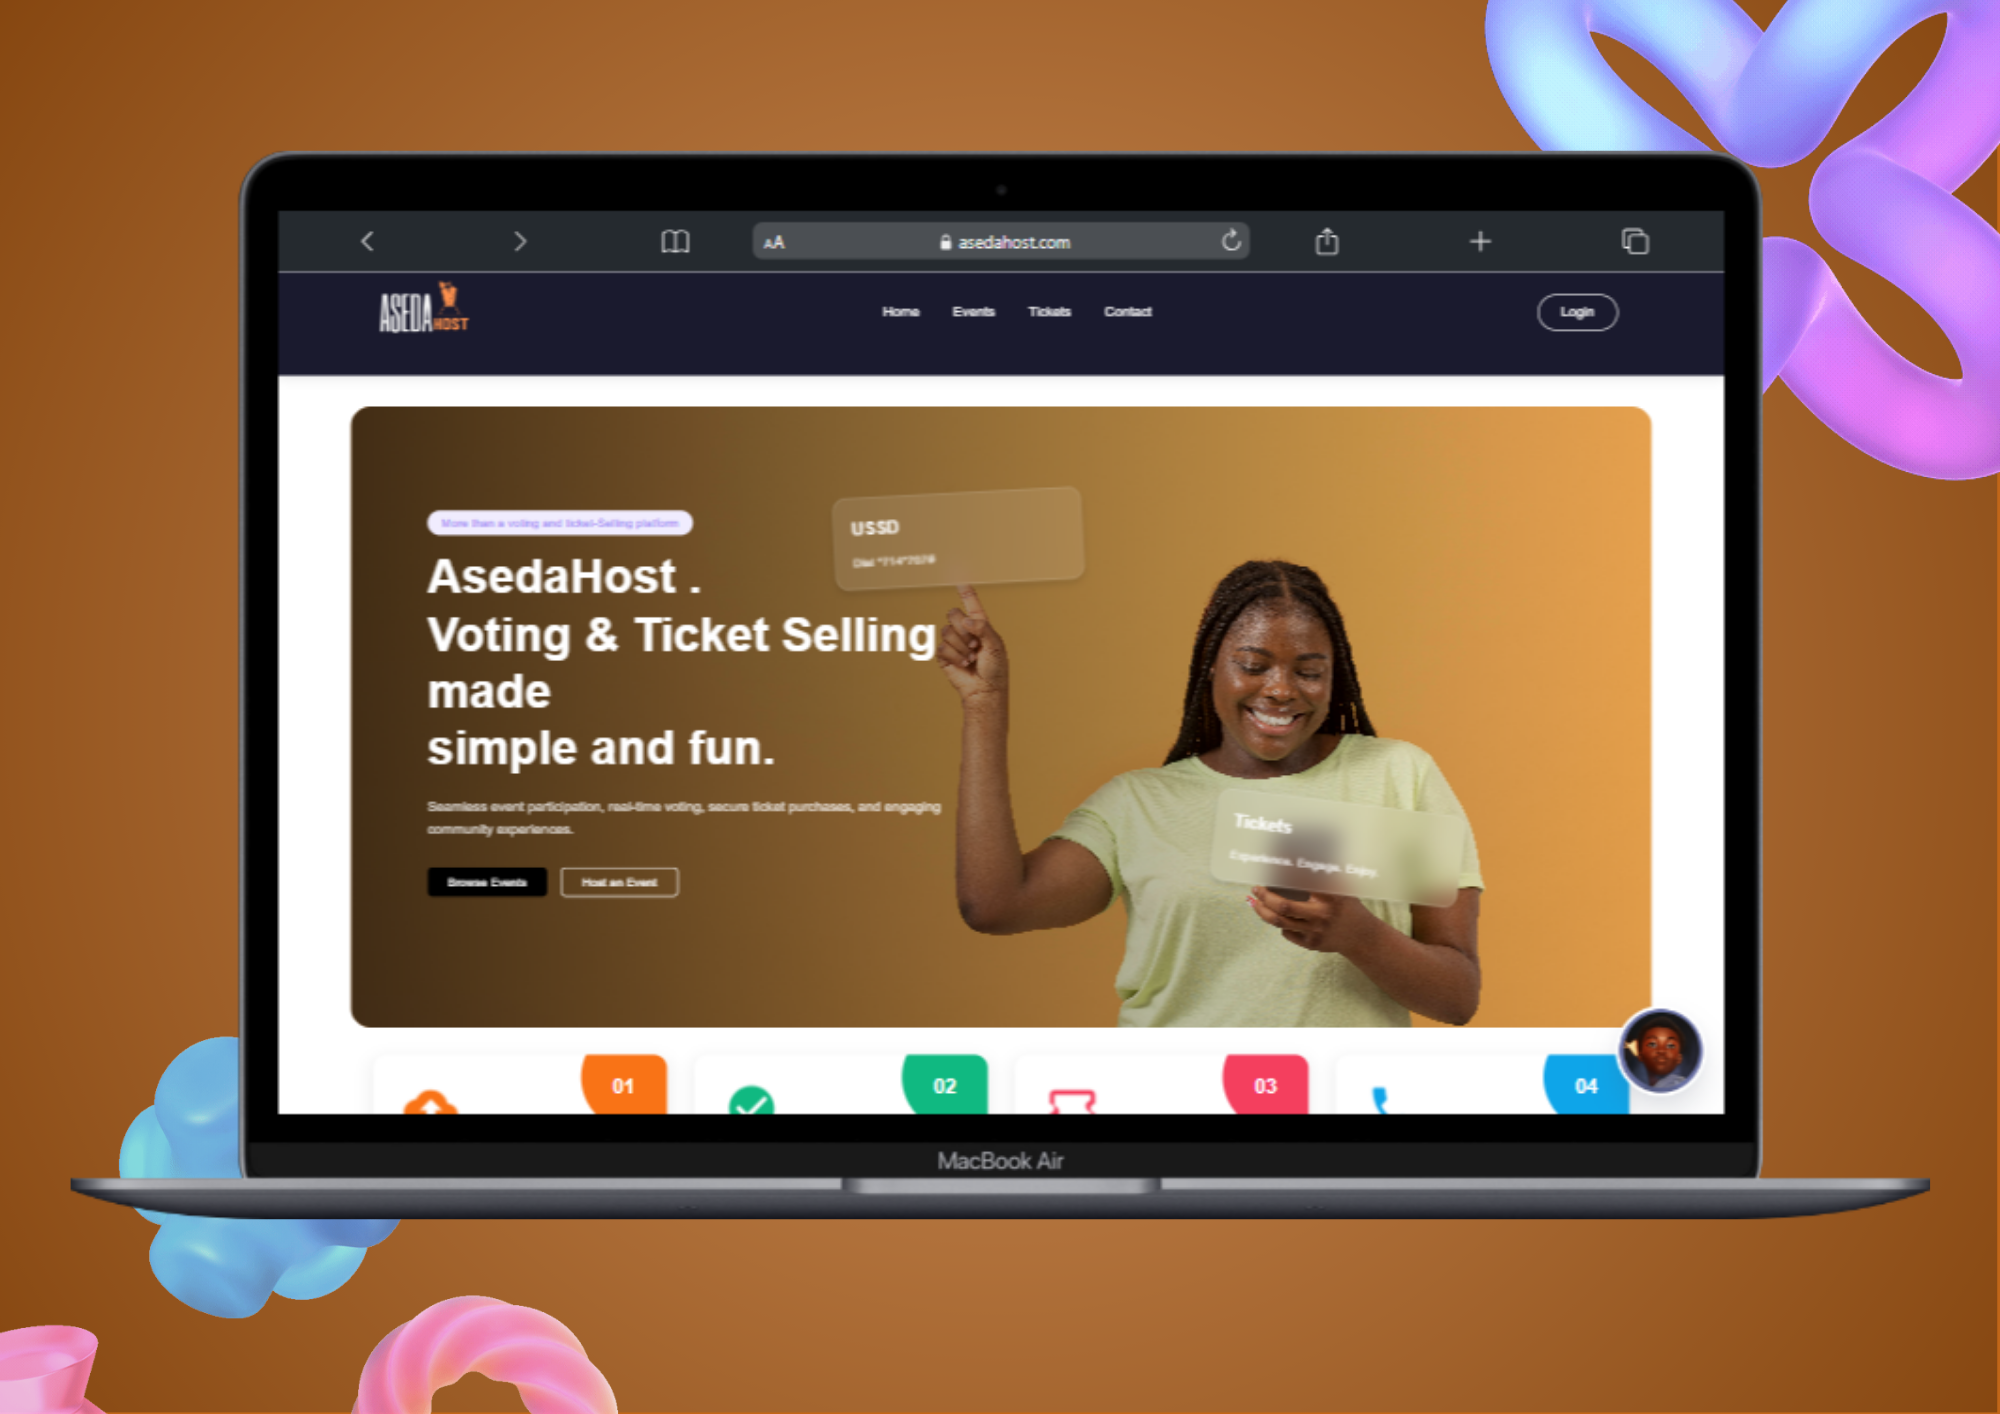 AA
asedahost.com
ASEDA
HOST
Home
Events
Tickets
Contact
Login
More than a voting and ticket-Selling platform
AsedaHost .
Voting & Ticket Selling
made
simple and fun.
Seamless event participation, real-time voting, secure ticket purchases, and engaging
community experiences.
Browse Events
Host an Event
USSD
Dial
Tickets
Experience. Engage. Enjoy
01
02
03
04
MacBook Air